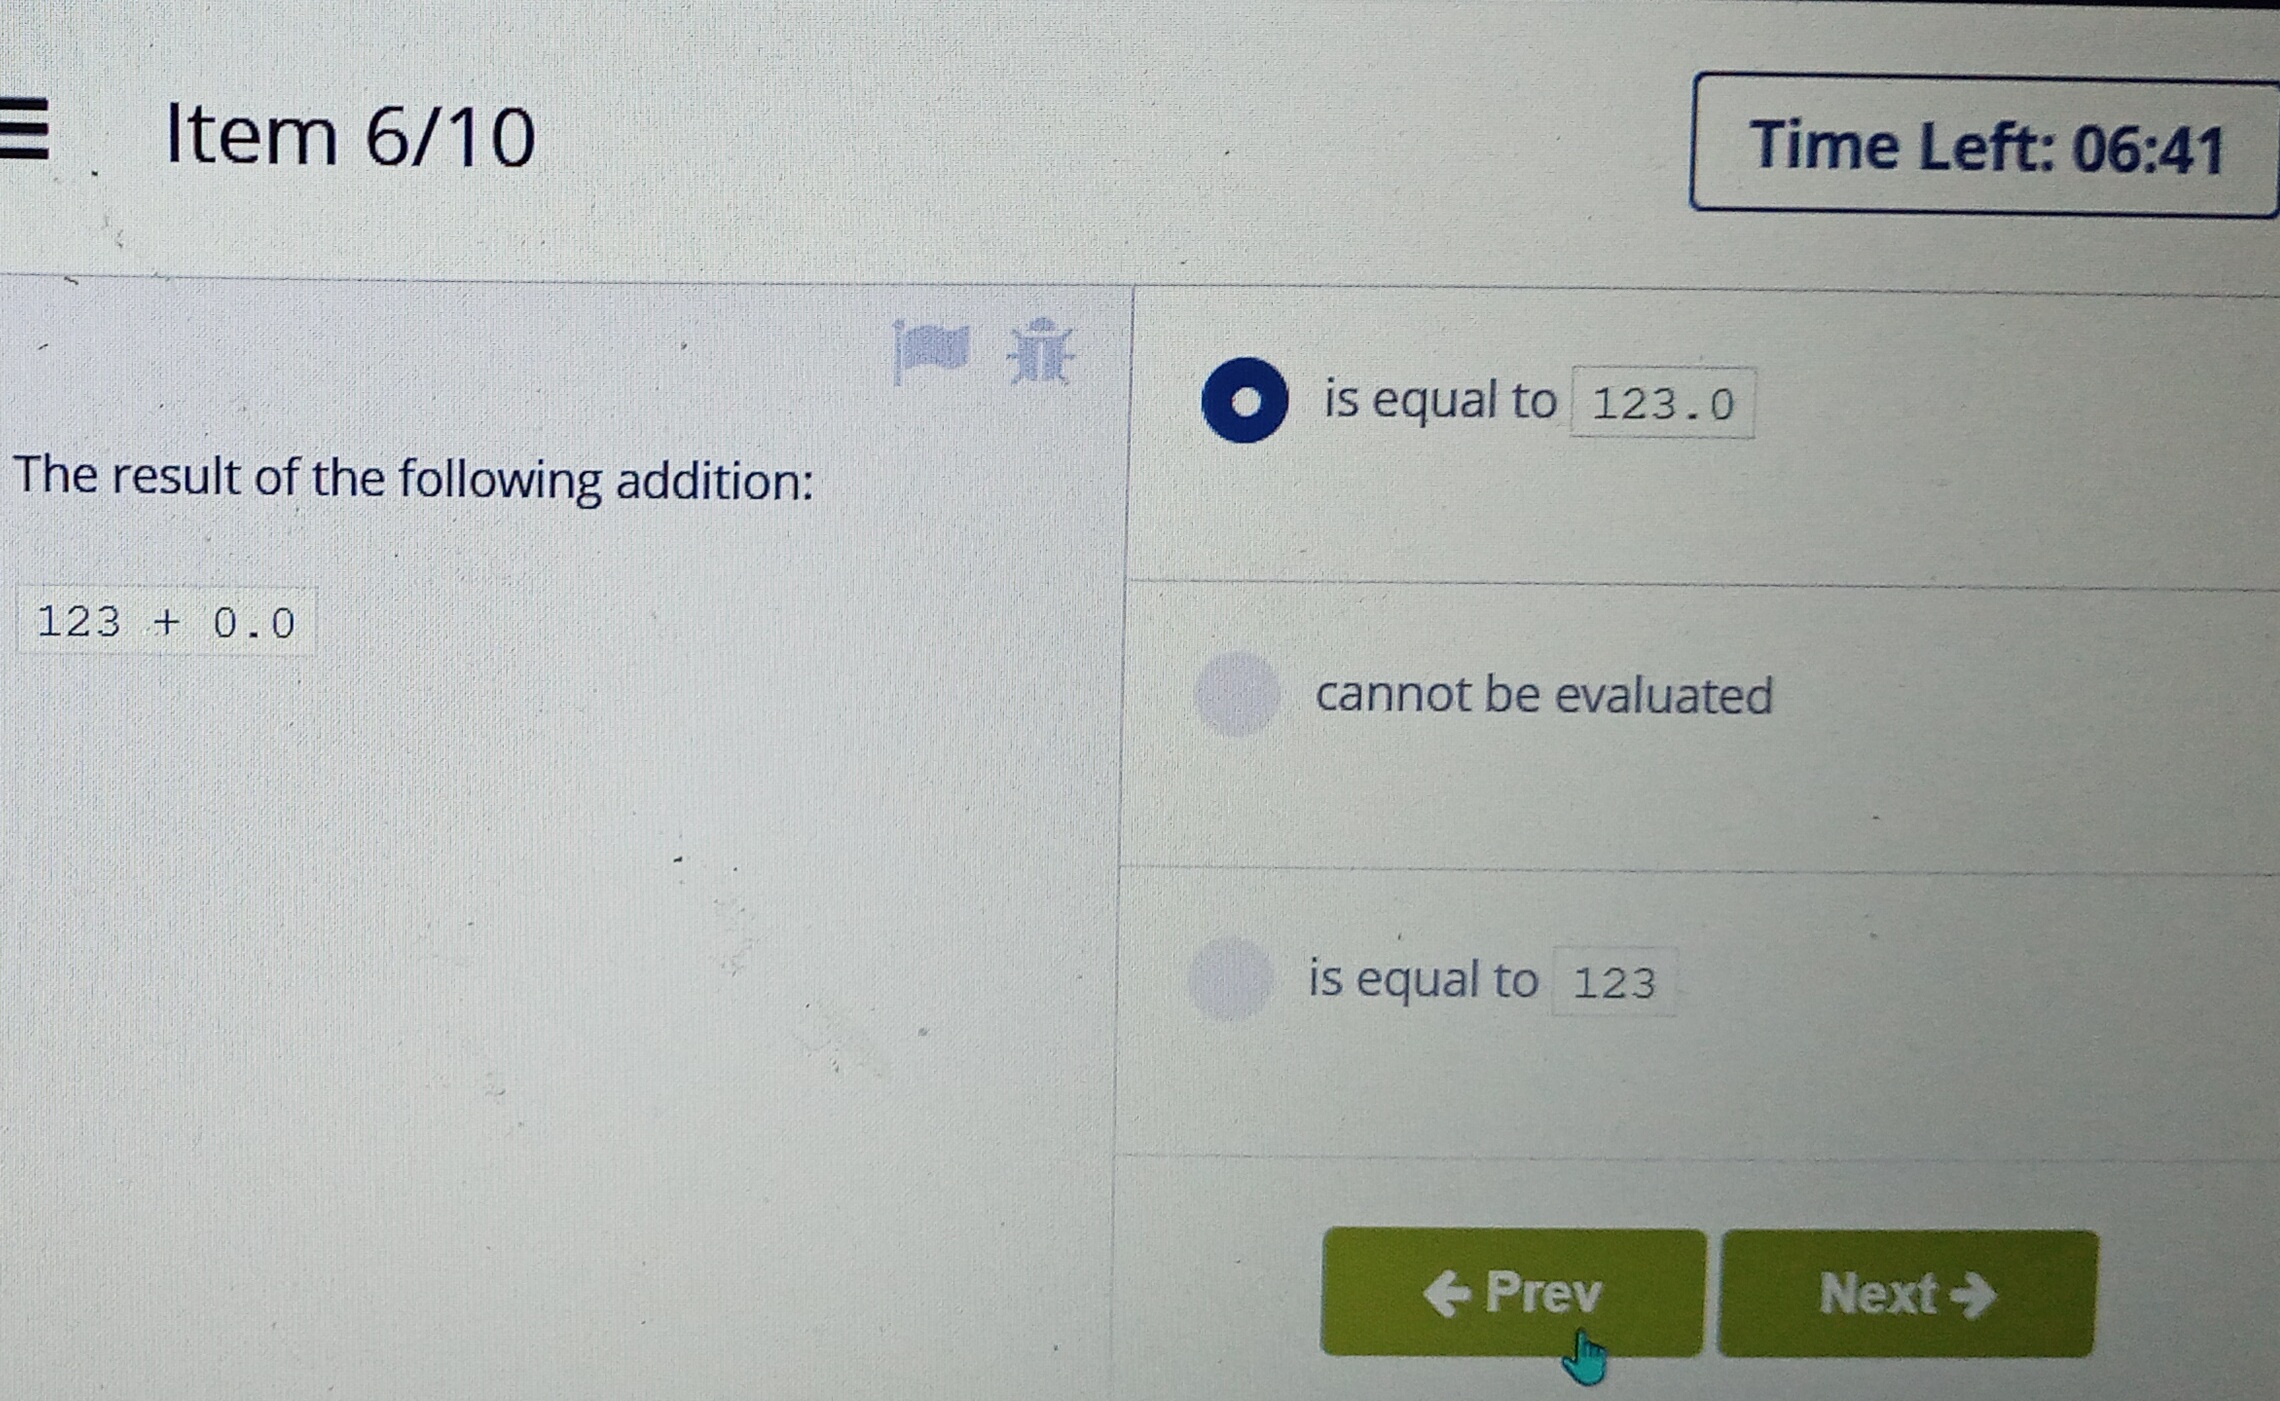 Item 6/10
Time Left: 06:41
The result of the following addition:
123 + 0.0
is equal to 123.0
cannot be evaluated
is equal to 123
Prev
Next